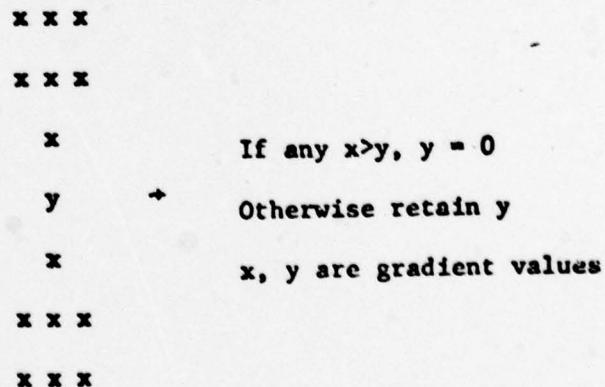 x x x
x x x
x If any x>y, y = 0
y → Otherwise retain y
x x, y are gradient values
x x x
x x x